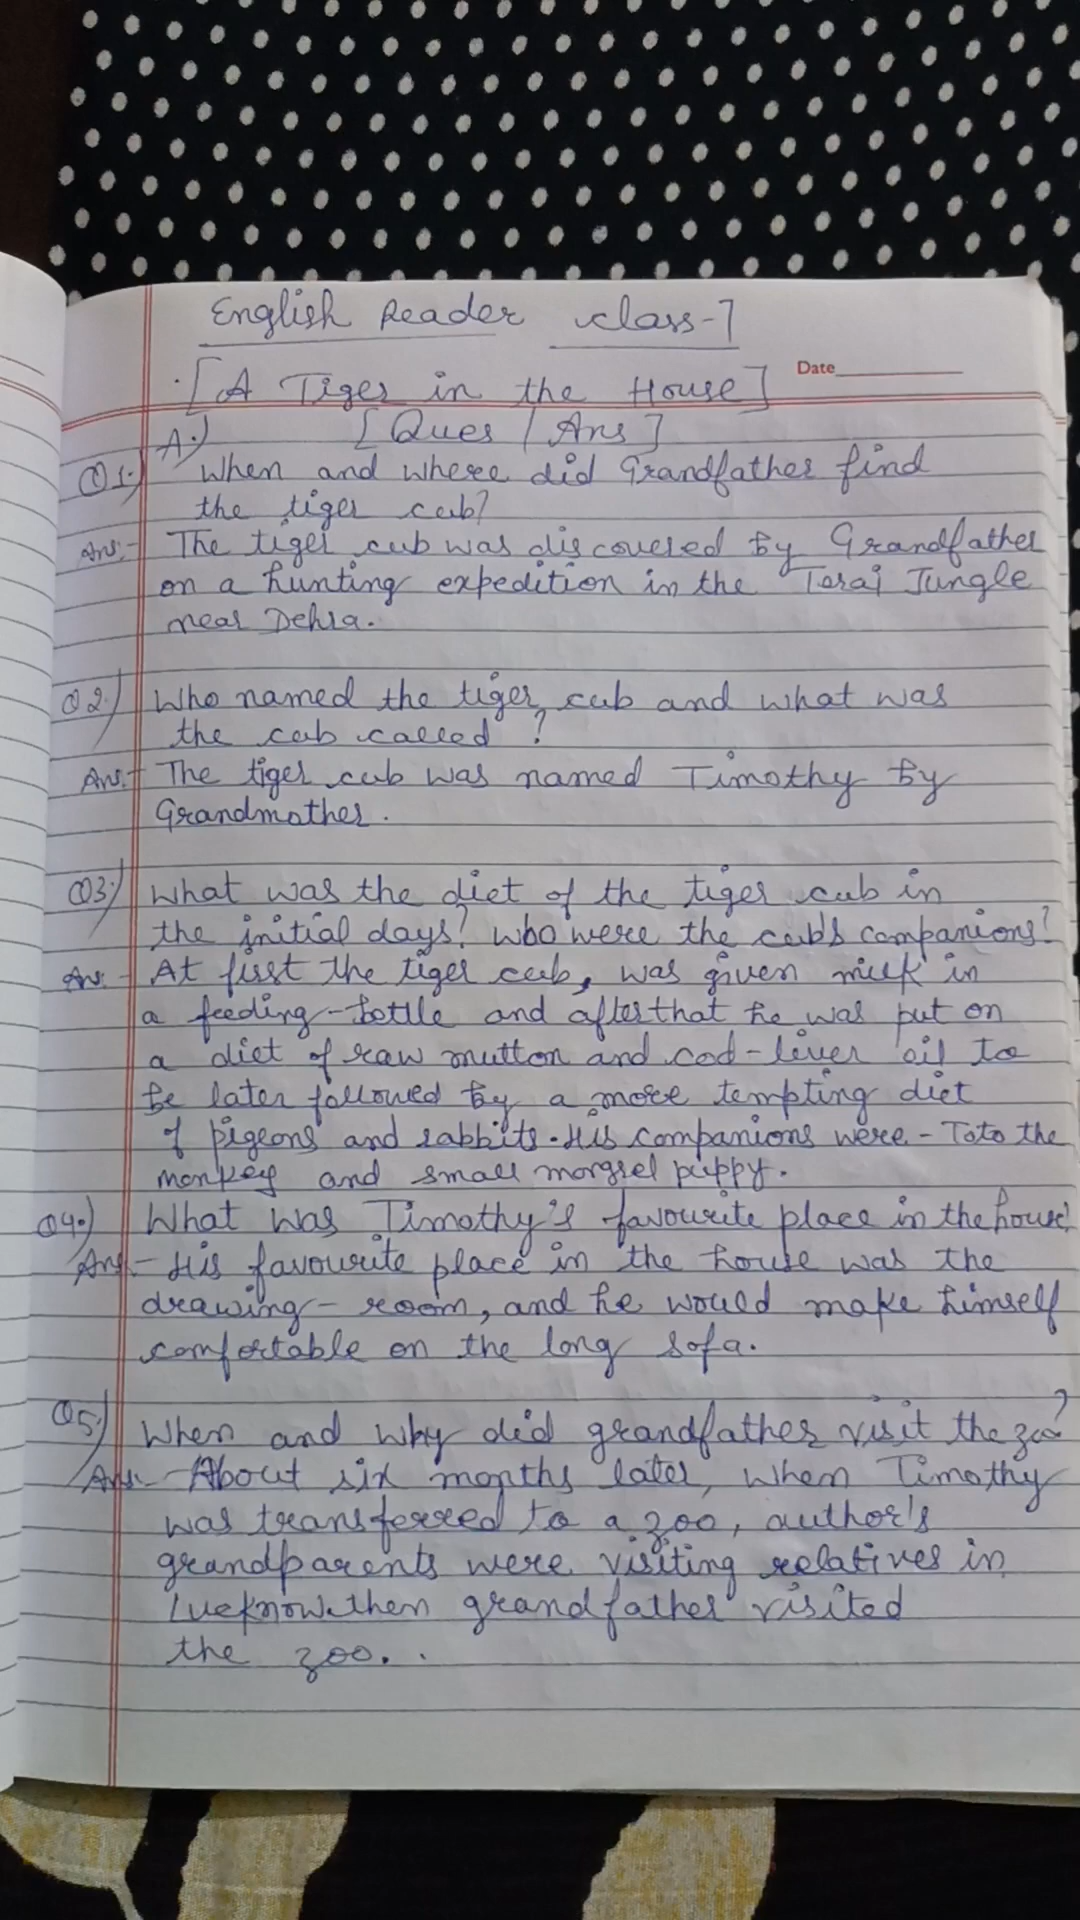 English Reader class-7
Date
[A Tiger in the House]
[Ques / Ans]
A.)
Q1.) When and where did Grandfather find
the tiger cub?
Ans:- The tiger cub was discovered by Grandfather
on a hunting expedition in the Terai Jungle
near Dehra.
Q2.) Who named the tiger cub and what was
the cub called ?
Ans:- The tiger cub was named Timothy by
Grandmother.
Q3.) What was the diet of the tiger cub in
the initial days? who were the cub's companions?
Ans:- At first the tiger cub, was given milk in
a feeding-bottle and after that he was put on
a diet of raw mutton and cod-liver oil to
be later followed by a more tempting diet
of pigeons and rabbits. His companions were - Toto the
monkey and small mongrel puppy.
Q4.) What was Timothy's favourite place in the house?
Ans - His favourite place in the house was the
drawing-room, and he would make himself
comfortable on the long sofa.
Q5.) When and why did grandfather visit the zoo?
Ans:- About six months later, when Timothy
was transferred to a zoo, author's
grandparents were visiting relatives in
Lucknow. then grandfather visited
the zoo. .